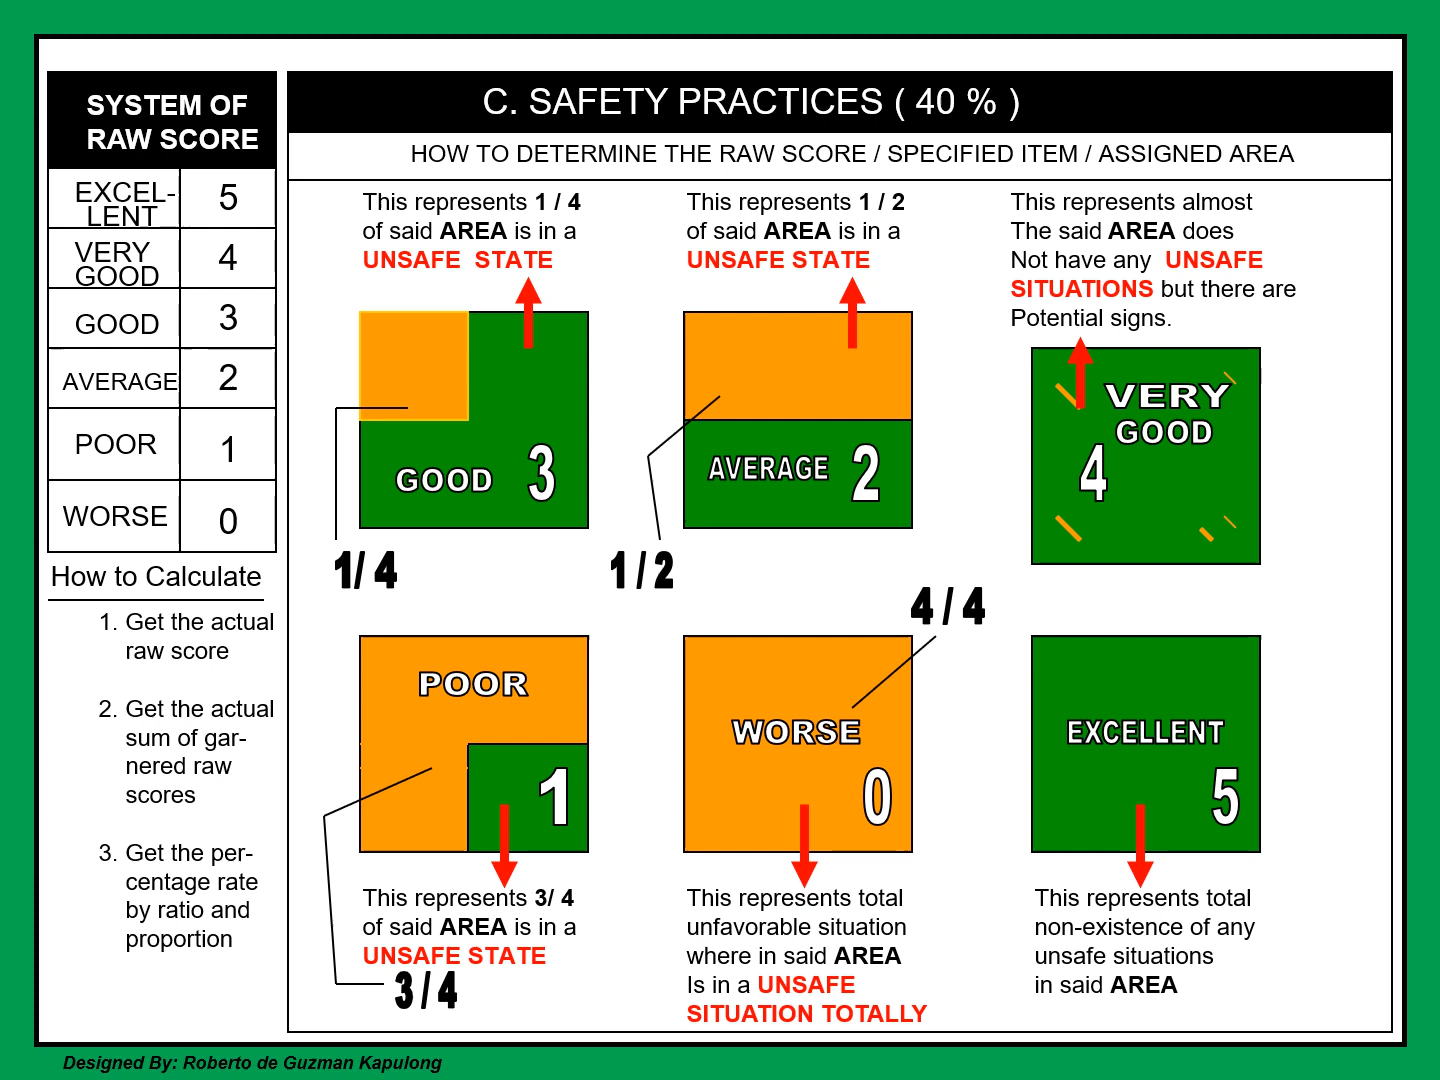 SYSTEM OF
RAW SCORE
EXCEL-
LENT
5
VERY
GOOD
4
GOOD
3
AVERAGE
2
POOR
1
WORSE
0
How to Calculate
1. Get the actual
raw score
2. Get the actual
sum of gar-
nered raw
scores
3. Get the per-
centage rate
by ratio and
proportion
C. SAFETY PRACTICES ( 40 % )
HOW TO DETERMINE THE RAW SCORE / SPECIFIED ITEM / ASSIGNED AREA
This represents 1 / 4
of said AREA is in a
UNSAFE STATE
GOOD 3
1/ 4
This represents 1 / 2
of said AREA is in a
UNSAFE STATE
AVERAGE 2
1 / 2
This represents almost
The said AREA does
Not have any UNSAFE
SITUATIONS but there are
Potential signs.
VERY
GOOD
4
POOR
1
This represents 3/ 4
of said AREA is in a
UNSAFE STATE
3 / 4
4 / 4
WORSE
0
This represents total
unfavorable situation
where in said AREA
Is in a UNSAFE
SITUATION TOTALLY
EXCELLENT
5
This represents total
non-existence of any
unsafe situations
in said AREA
Designed By: Roberto de Guzman Kapulong